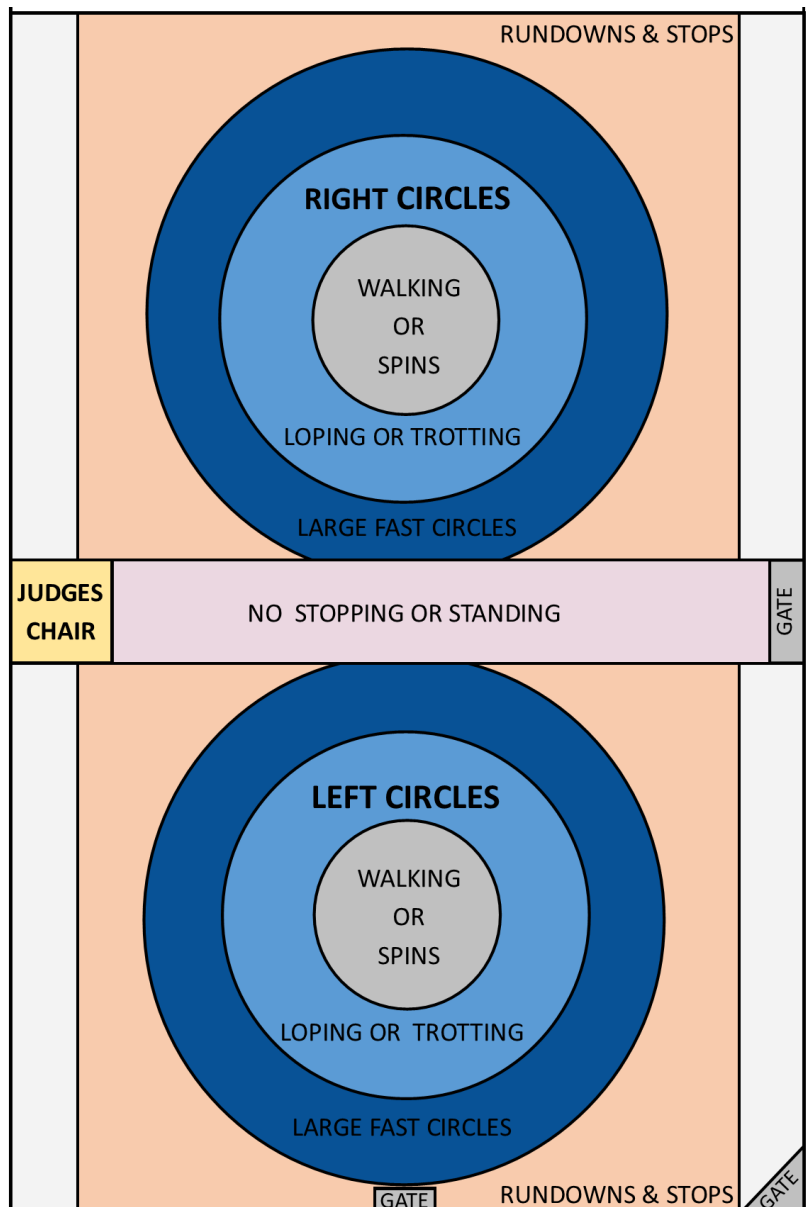 RUNDOWNS & STOPS
RIGHT CIRCLES
WALKING
OR
SPINS
LOPING OR TROTTING
LARGE FAST CIRCLES
JUDGES
CHAIR
NO STOPPING OR STANDING
GATE
LEFT CIRCLES
WALKING
OR
SPINS
LOPING OR TROTTING
LARGE FAST CIRCLES
GATE
RUNDOWNS & STOPS
GATE